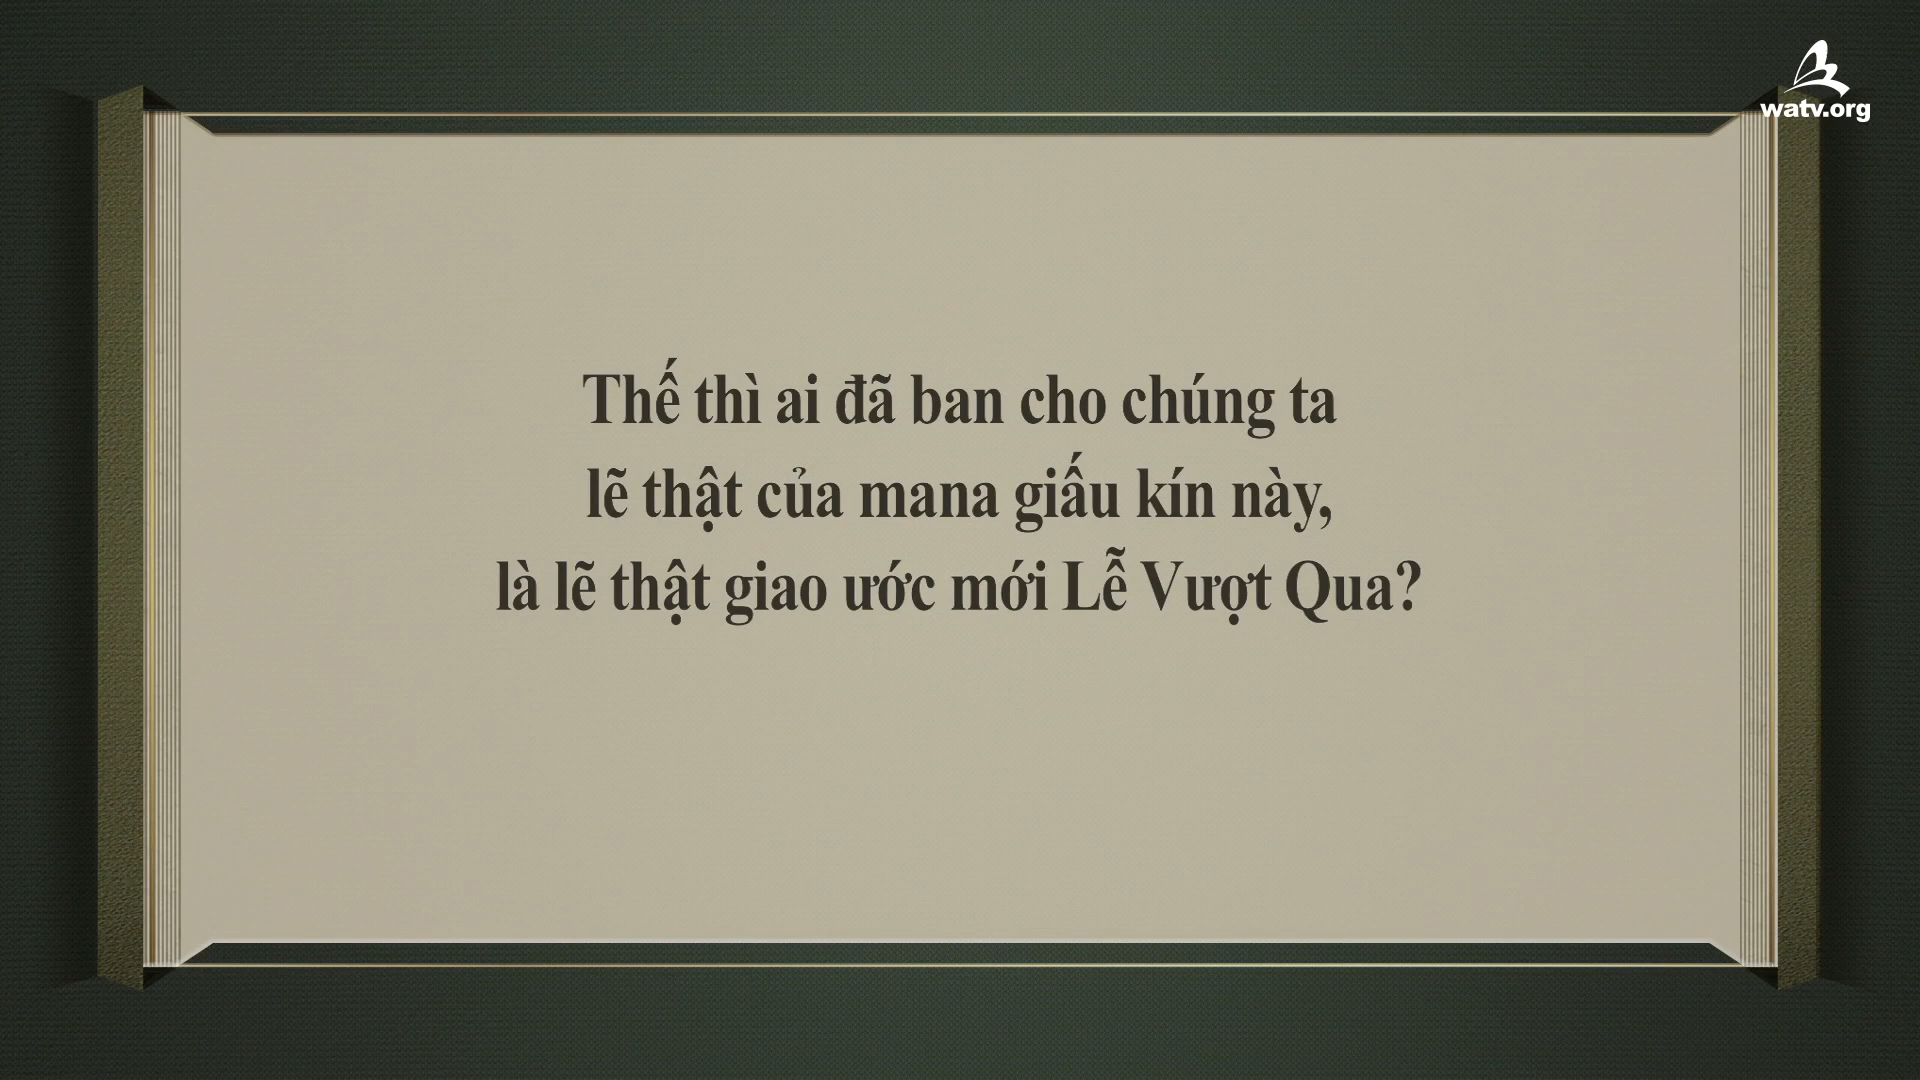 watv.org
Thế thì ai đã ban cho chúng ta
lẽ thật của mana giấu kín này,
là lẽ thật giao ước mới Lễ Vượt Qua?